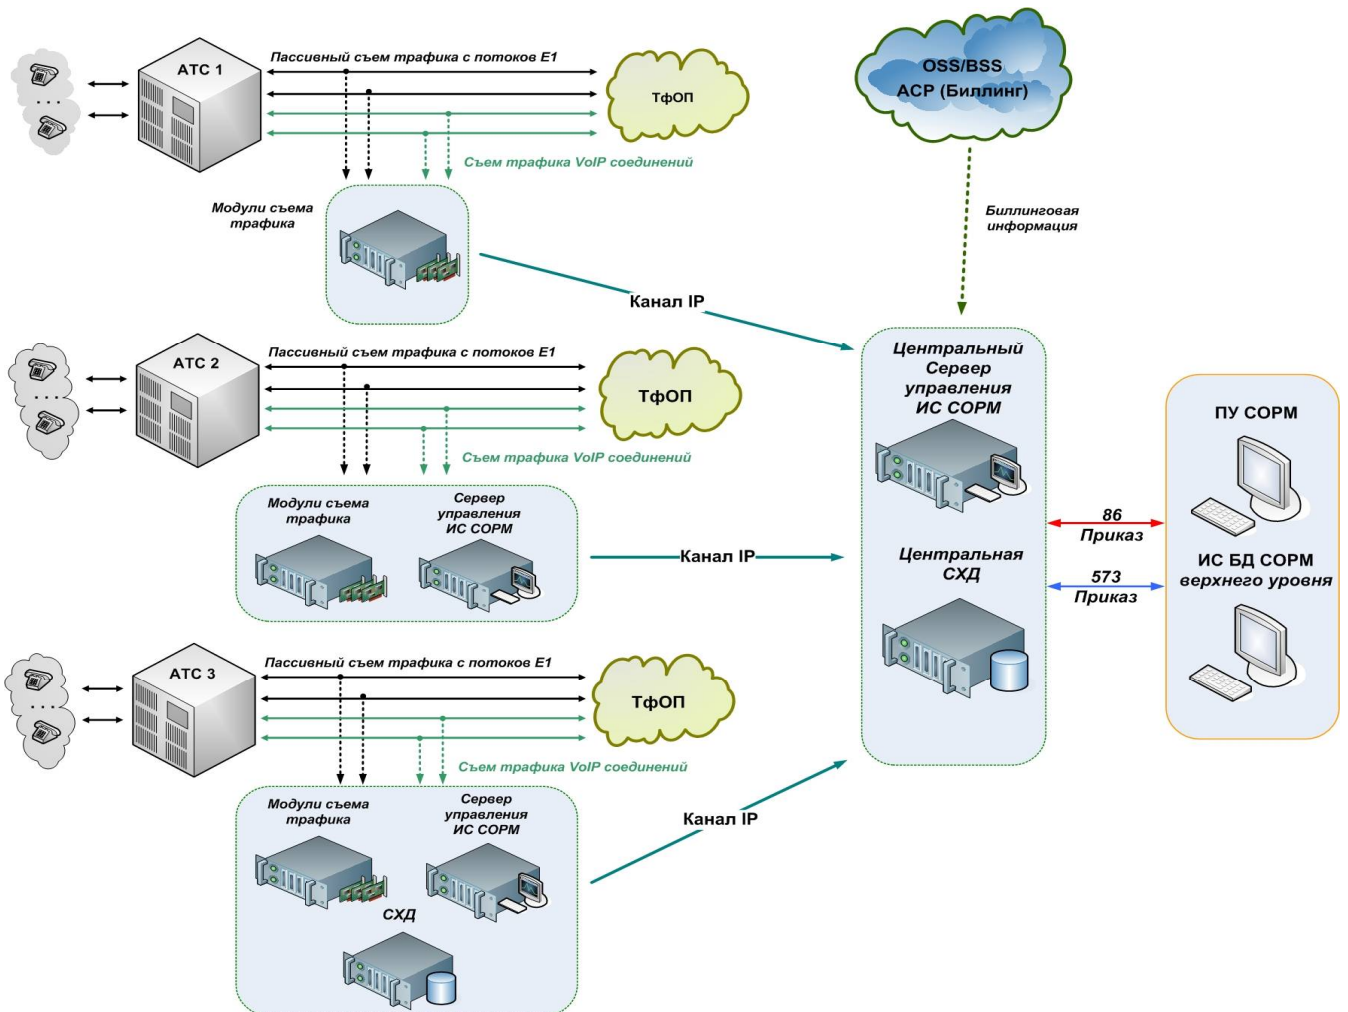 АТС 1
Пассивный съем трафика с потоков Е1
ТфОП
Съем трафика VoIP соединений
Модули съема
трафика
Канал IP
OSS/BSS
АСР (Биллинг)
Биллинговая
информация
АТС 2
Пассивный съем трафика с потоков Е1
ТфОП
Съем трафика VoIP соединений
Модули съема
трафика
Сервер
управления
ИС СОРМ
Канал IP
Центральный
Сервер
управления
ИС СОРМ
Центральная
СХД
86
Приказ
573
Приказ
ПУ СОРМ
ИС БД СОРМ
верхнего уровня
АТС 3
Пассивный съем трафика с потоков Е1
ТфОП
Съем трафика VoIP соединений
Модули съема
трафика
Сервер
управления
ИС СОРМ
СХД
Канал IP